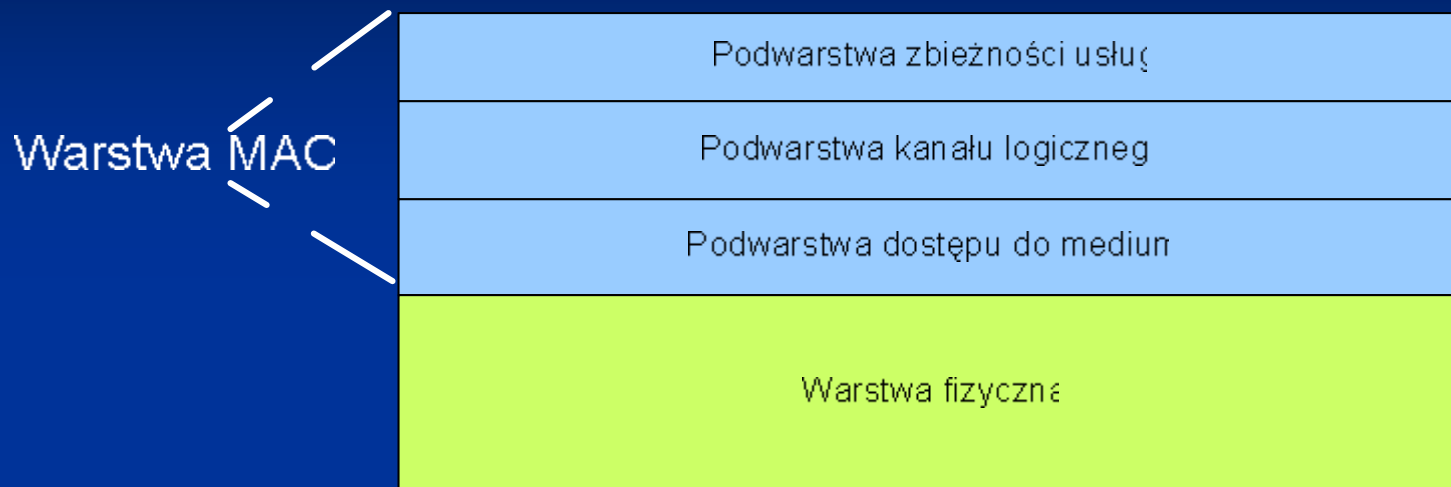 Podwarstwa zbieżności usług
Warstwa MAC
Podwarstwa kanału logiczneg
Podwarstwa dostępu do medium
Warstwa fizyczna